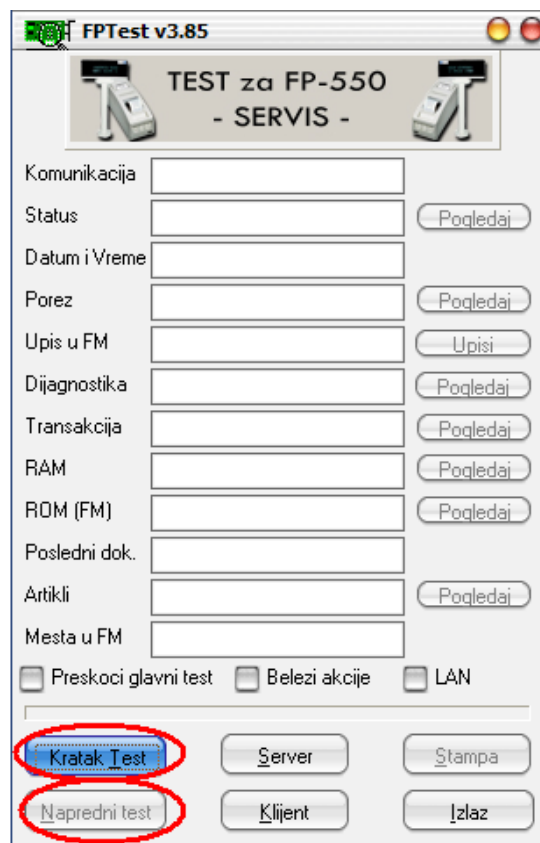 FPTest v3.85
TEST za FP-550
- SERVIS -
Komunikacija
Status Pogledaj
Datum i Vreme
Porez Pogledaj
Upis u FM Upisi
Dijagnostika Pogledaj
Transakcija Pogledaj
RAM Pogledaj
ROM (FM) Pogledaj
Posledni dok.
Artikli Pogledaj
Mesta u FM
Preskoci glavni test Belezi akcije LAN
Kratak Test Server Stampa
Napredni test Klijent Izlaz